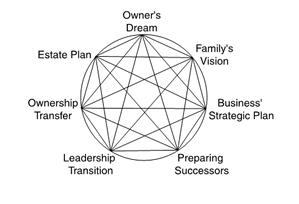 Owner's
Dream
Estate Plan
Family's
Vision
Ownership
Transfer
Business'
Strategic Plan
Leadership
Transition
Preparing
Successors